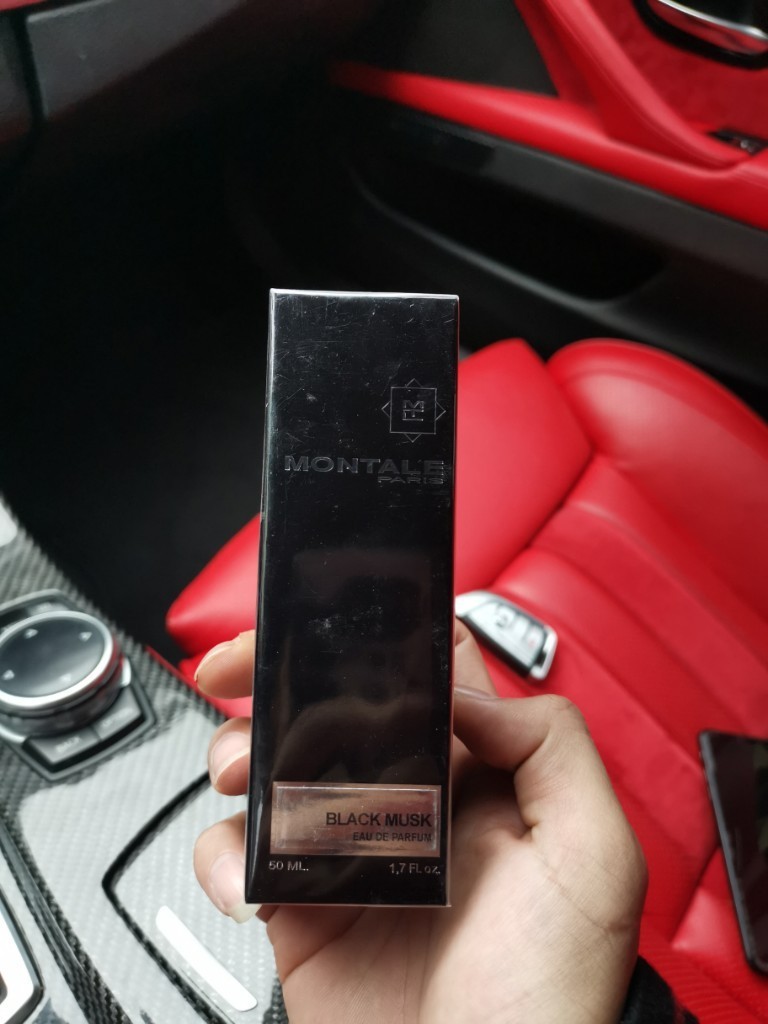 MONTALE
PARIS
BLACK MUSK
EAU DE PARFUM
50 ML.
1,7 FL oz.